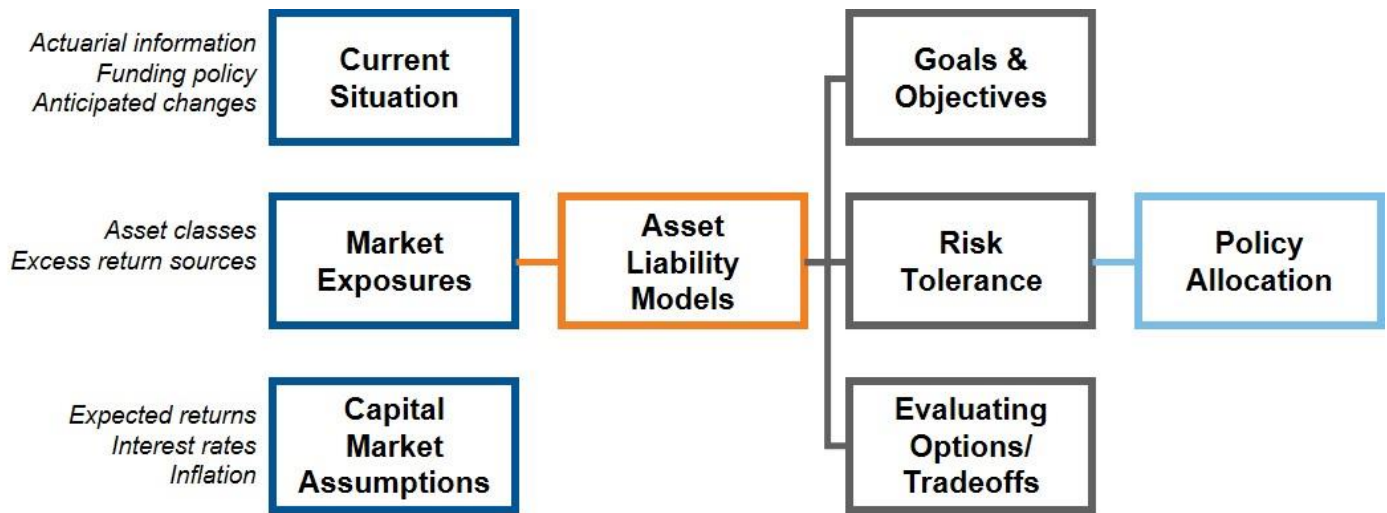 Actuarial information
Funding policy
Anticipated changes
Current
Situation
Goals &
Objectives
Asset classes
Excess return sources
Market
Exposures
Asset
Liability
Models
Risk
Tolerance
Policy
Allocation
Expected returns
Interest rates
Inflation
Capital
Market
Assumptions
Evaluating
Options/
Tradeoffs